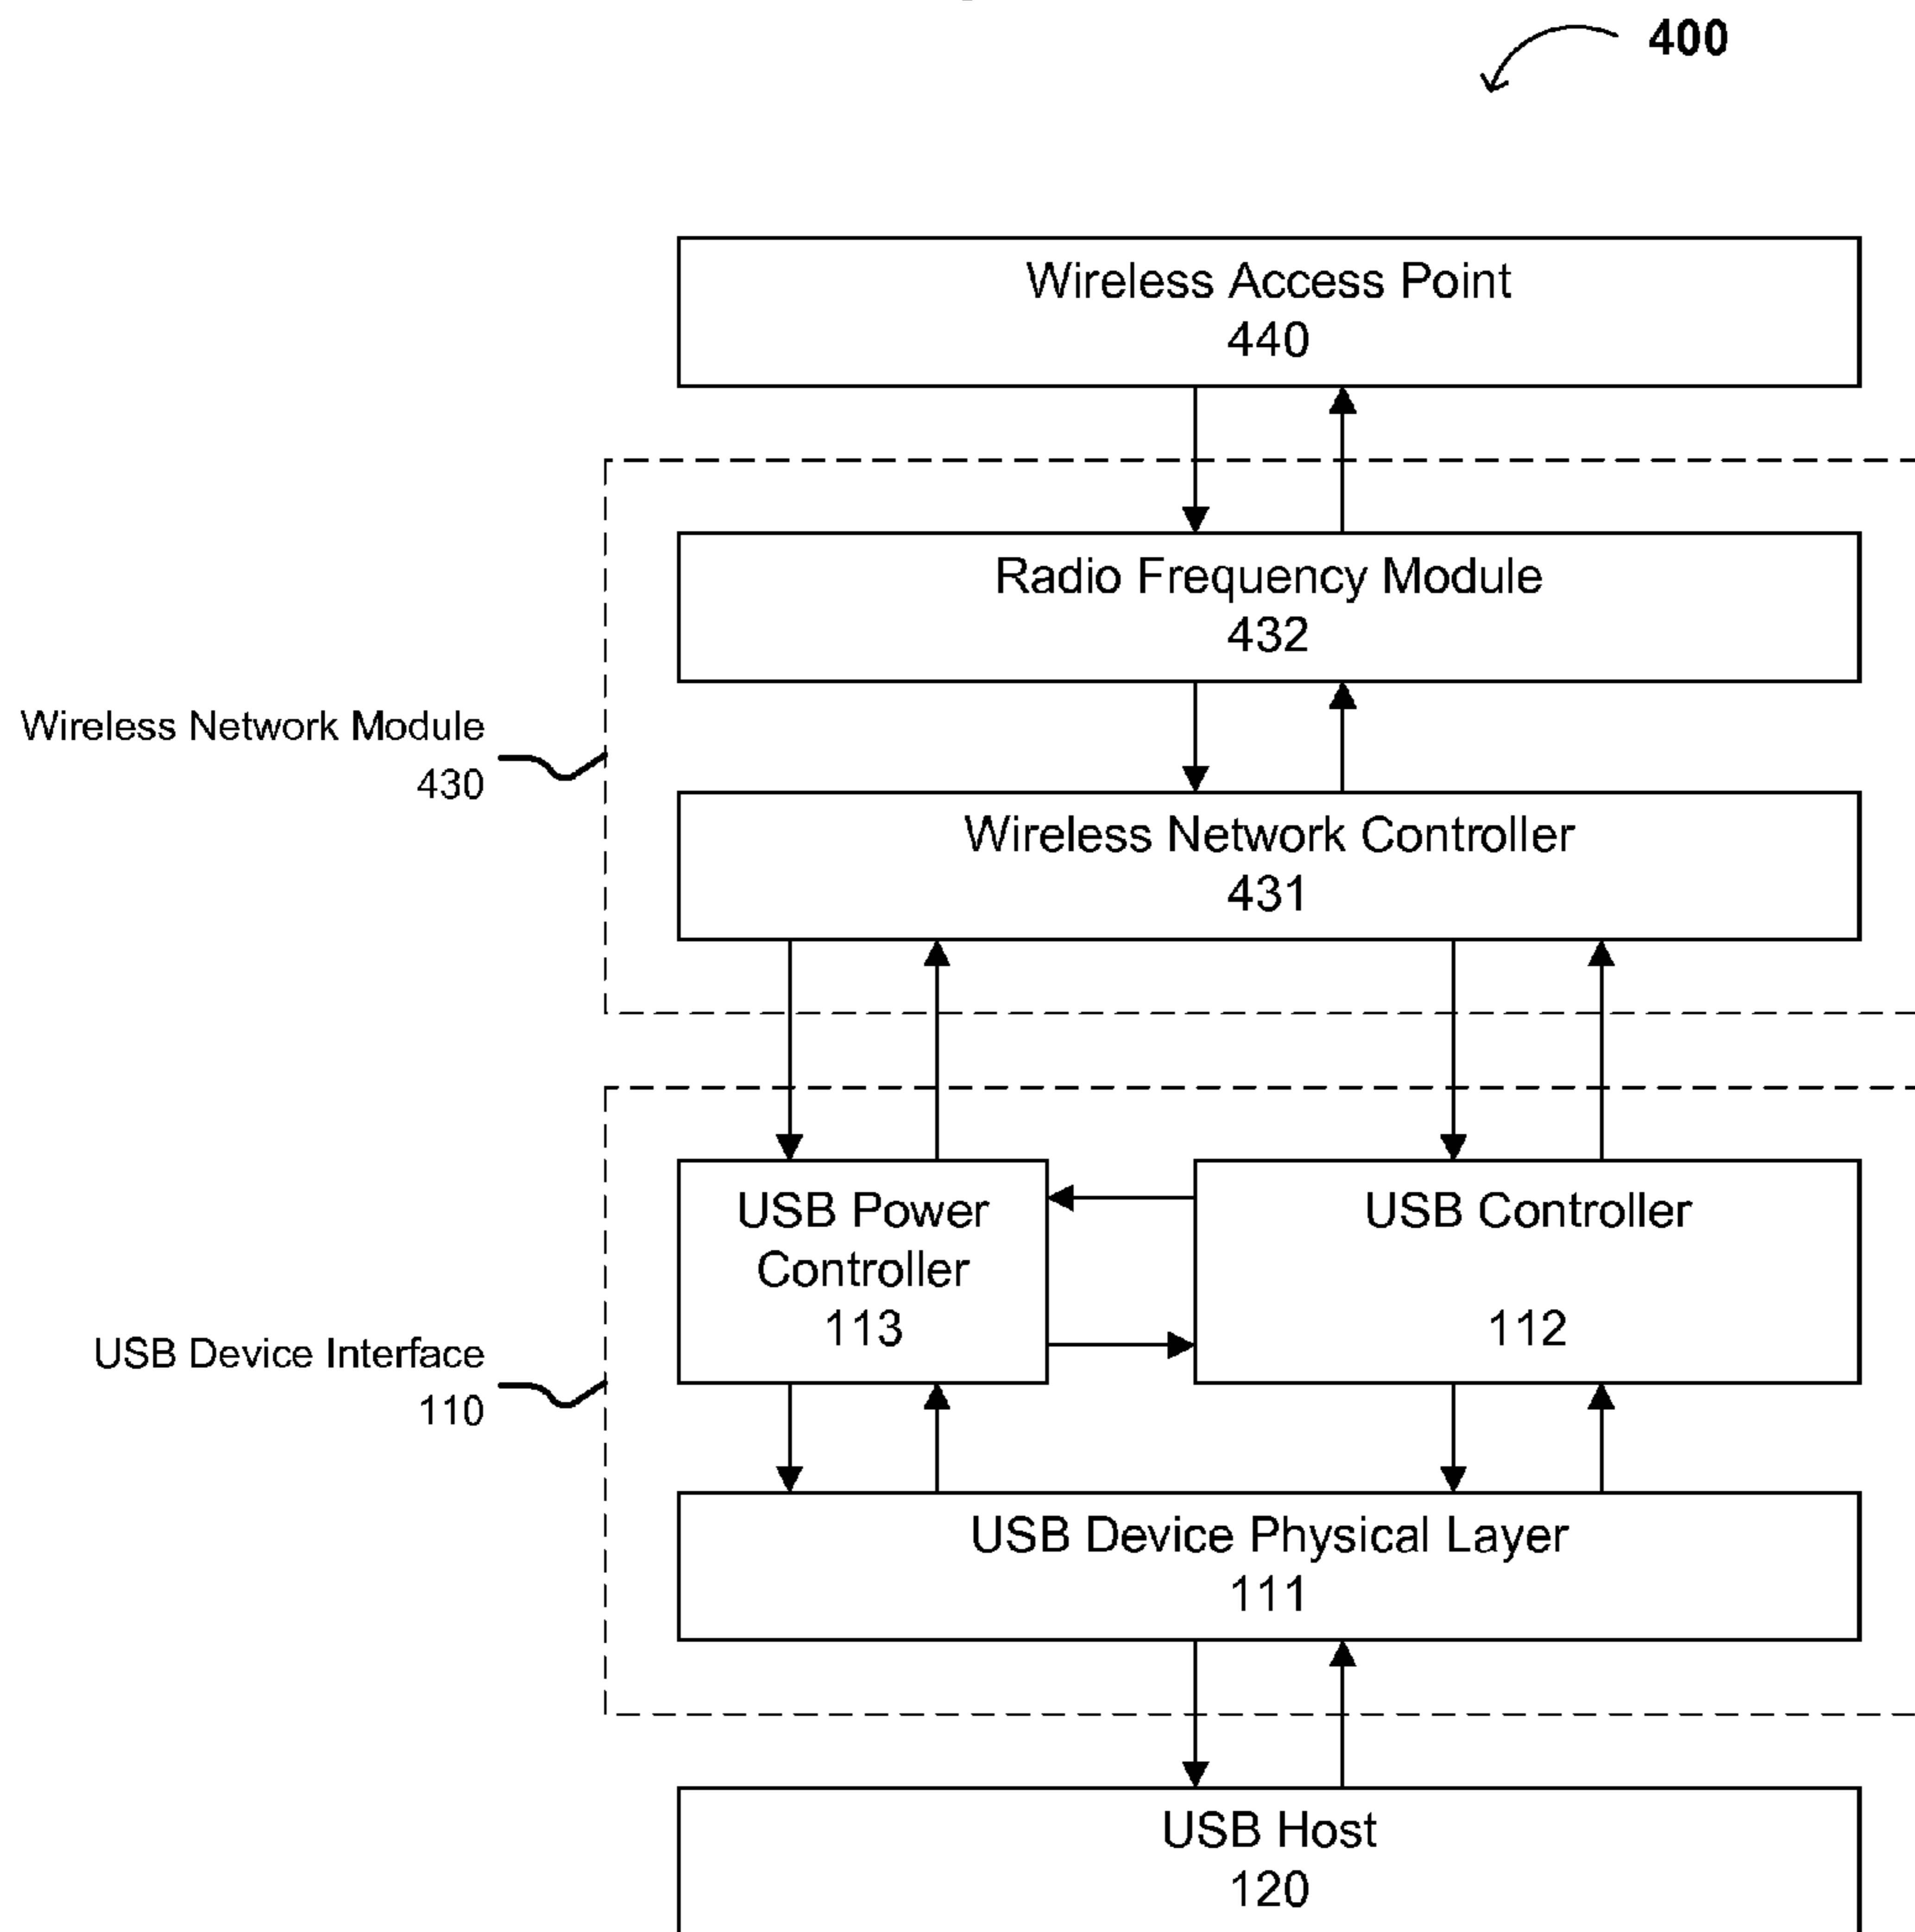 400
Wireless Access Point
440
Radio Frequency Module
432
Wireless Network Module
430
Wireless Network Controller
431
USB Power
Controller
113
USB Controller
112
USB Device Interface
110
USB Device Physical Layer
111
USB Host
120